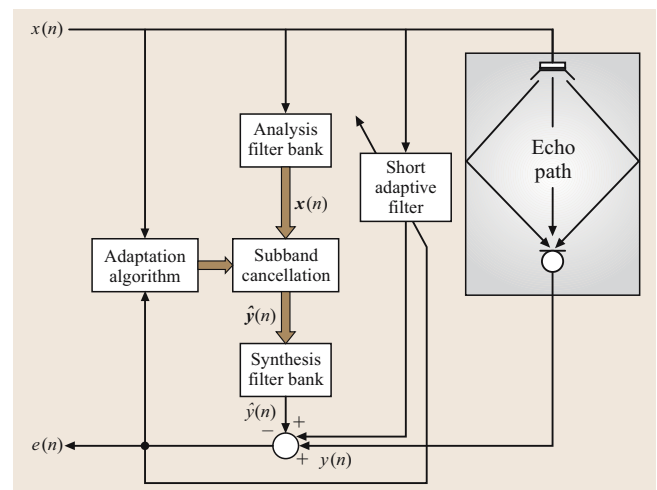 x(n)
Analysis
filter bank
Echo
path
Short
adaptive
filter
x(n)
Adaptation
algorithm
Subband
cancellation
ŷ(n)
Synthesis
filter bank
ŷ(n)
− +
e(n)
+ y(n)